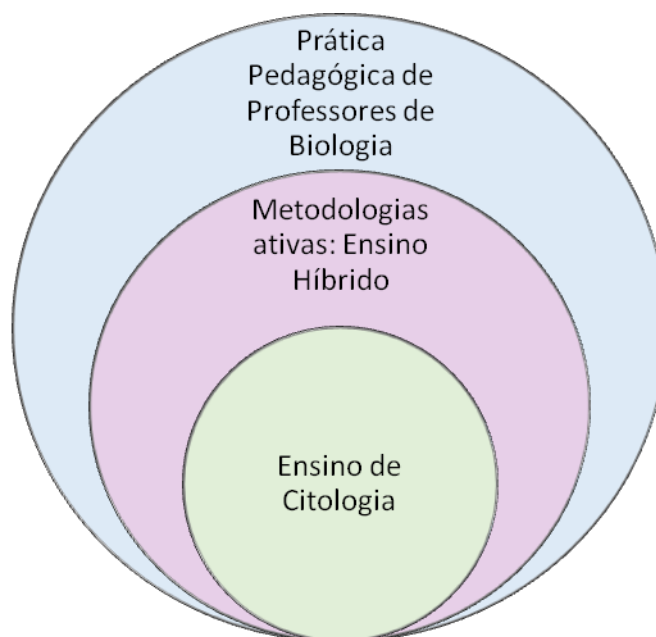 Prática
Pedagógica de
Professores de
Biologia
Metodologias
ativas: Ensino
Híbrido
Ensino de
Citologia